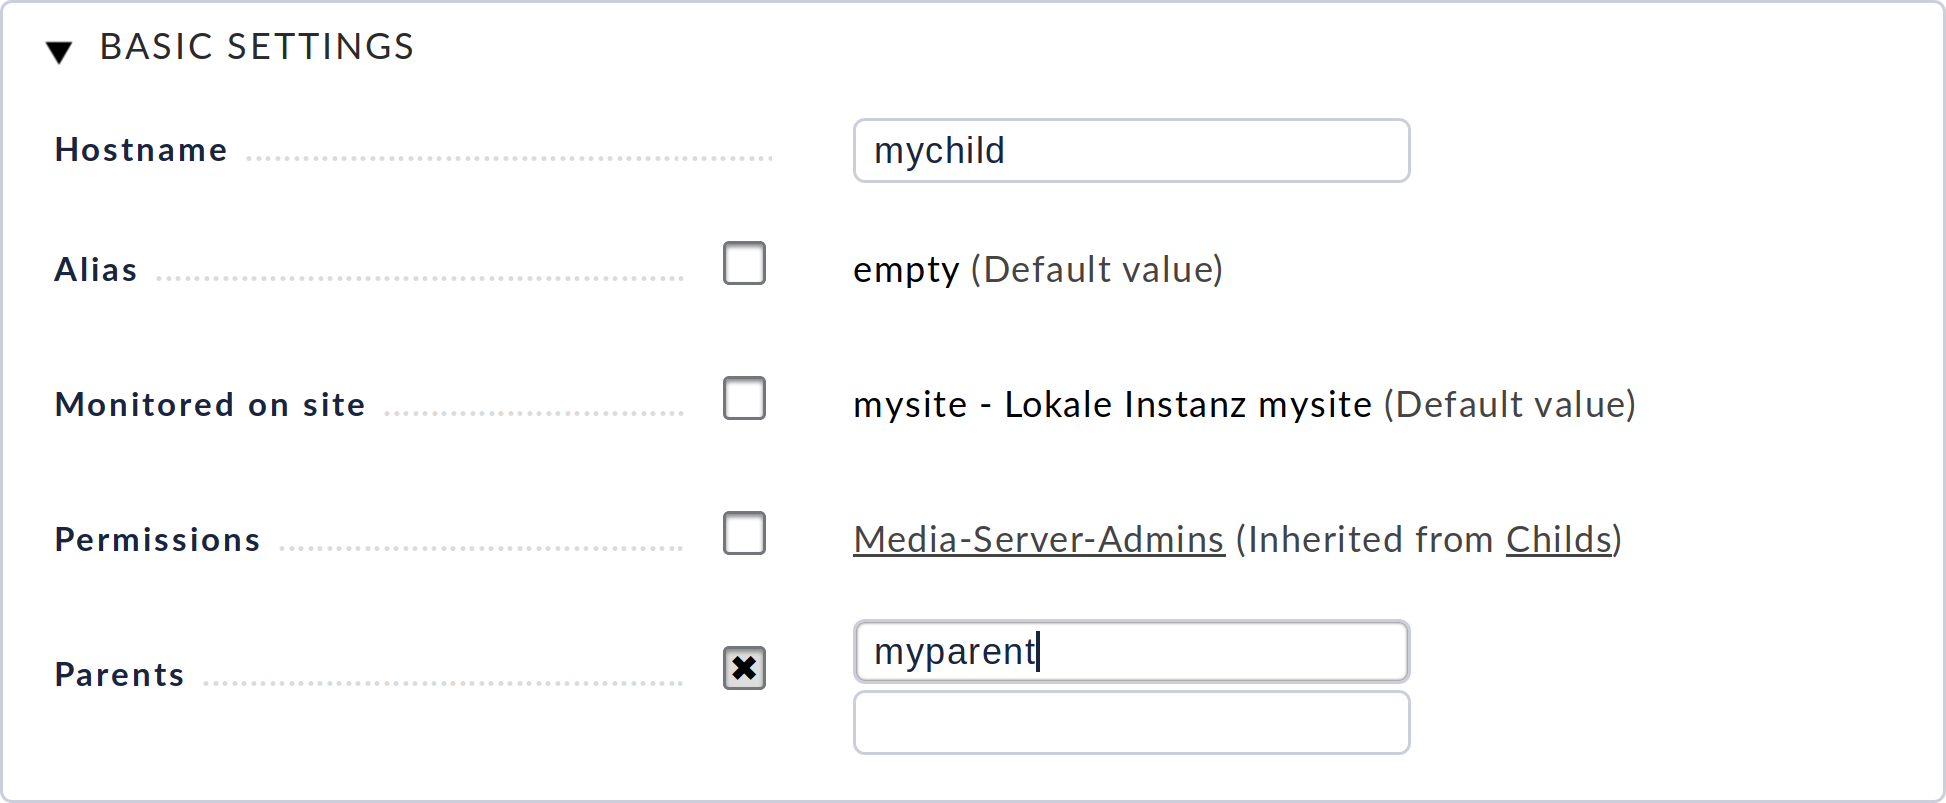 BASIC SETTINGS
Hostname mychild
Alias empty (Default value)
Monitored on site mysite - Lokale Instanz mysite (Default value)
Permissions Media-Server-Admins (Inherited from Childs)
Parents myparent